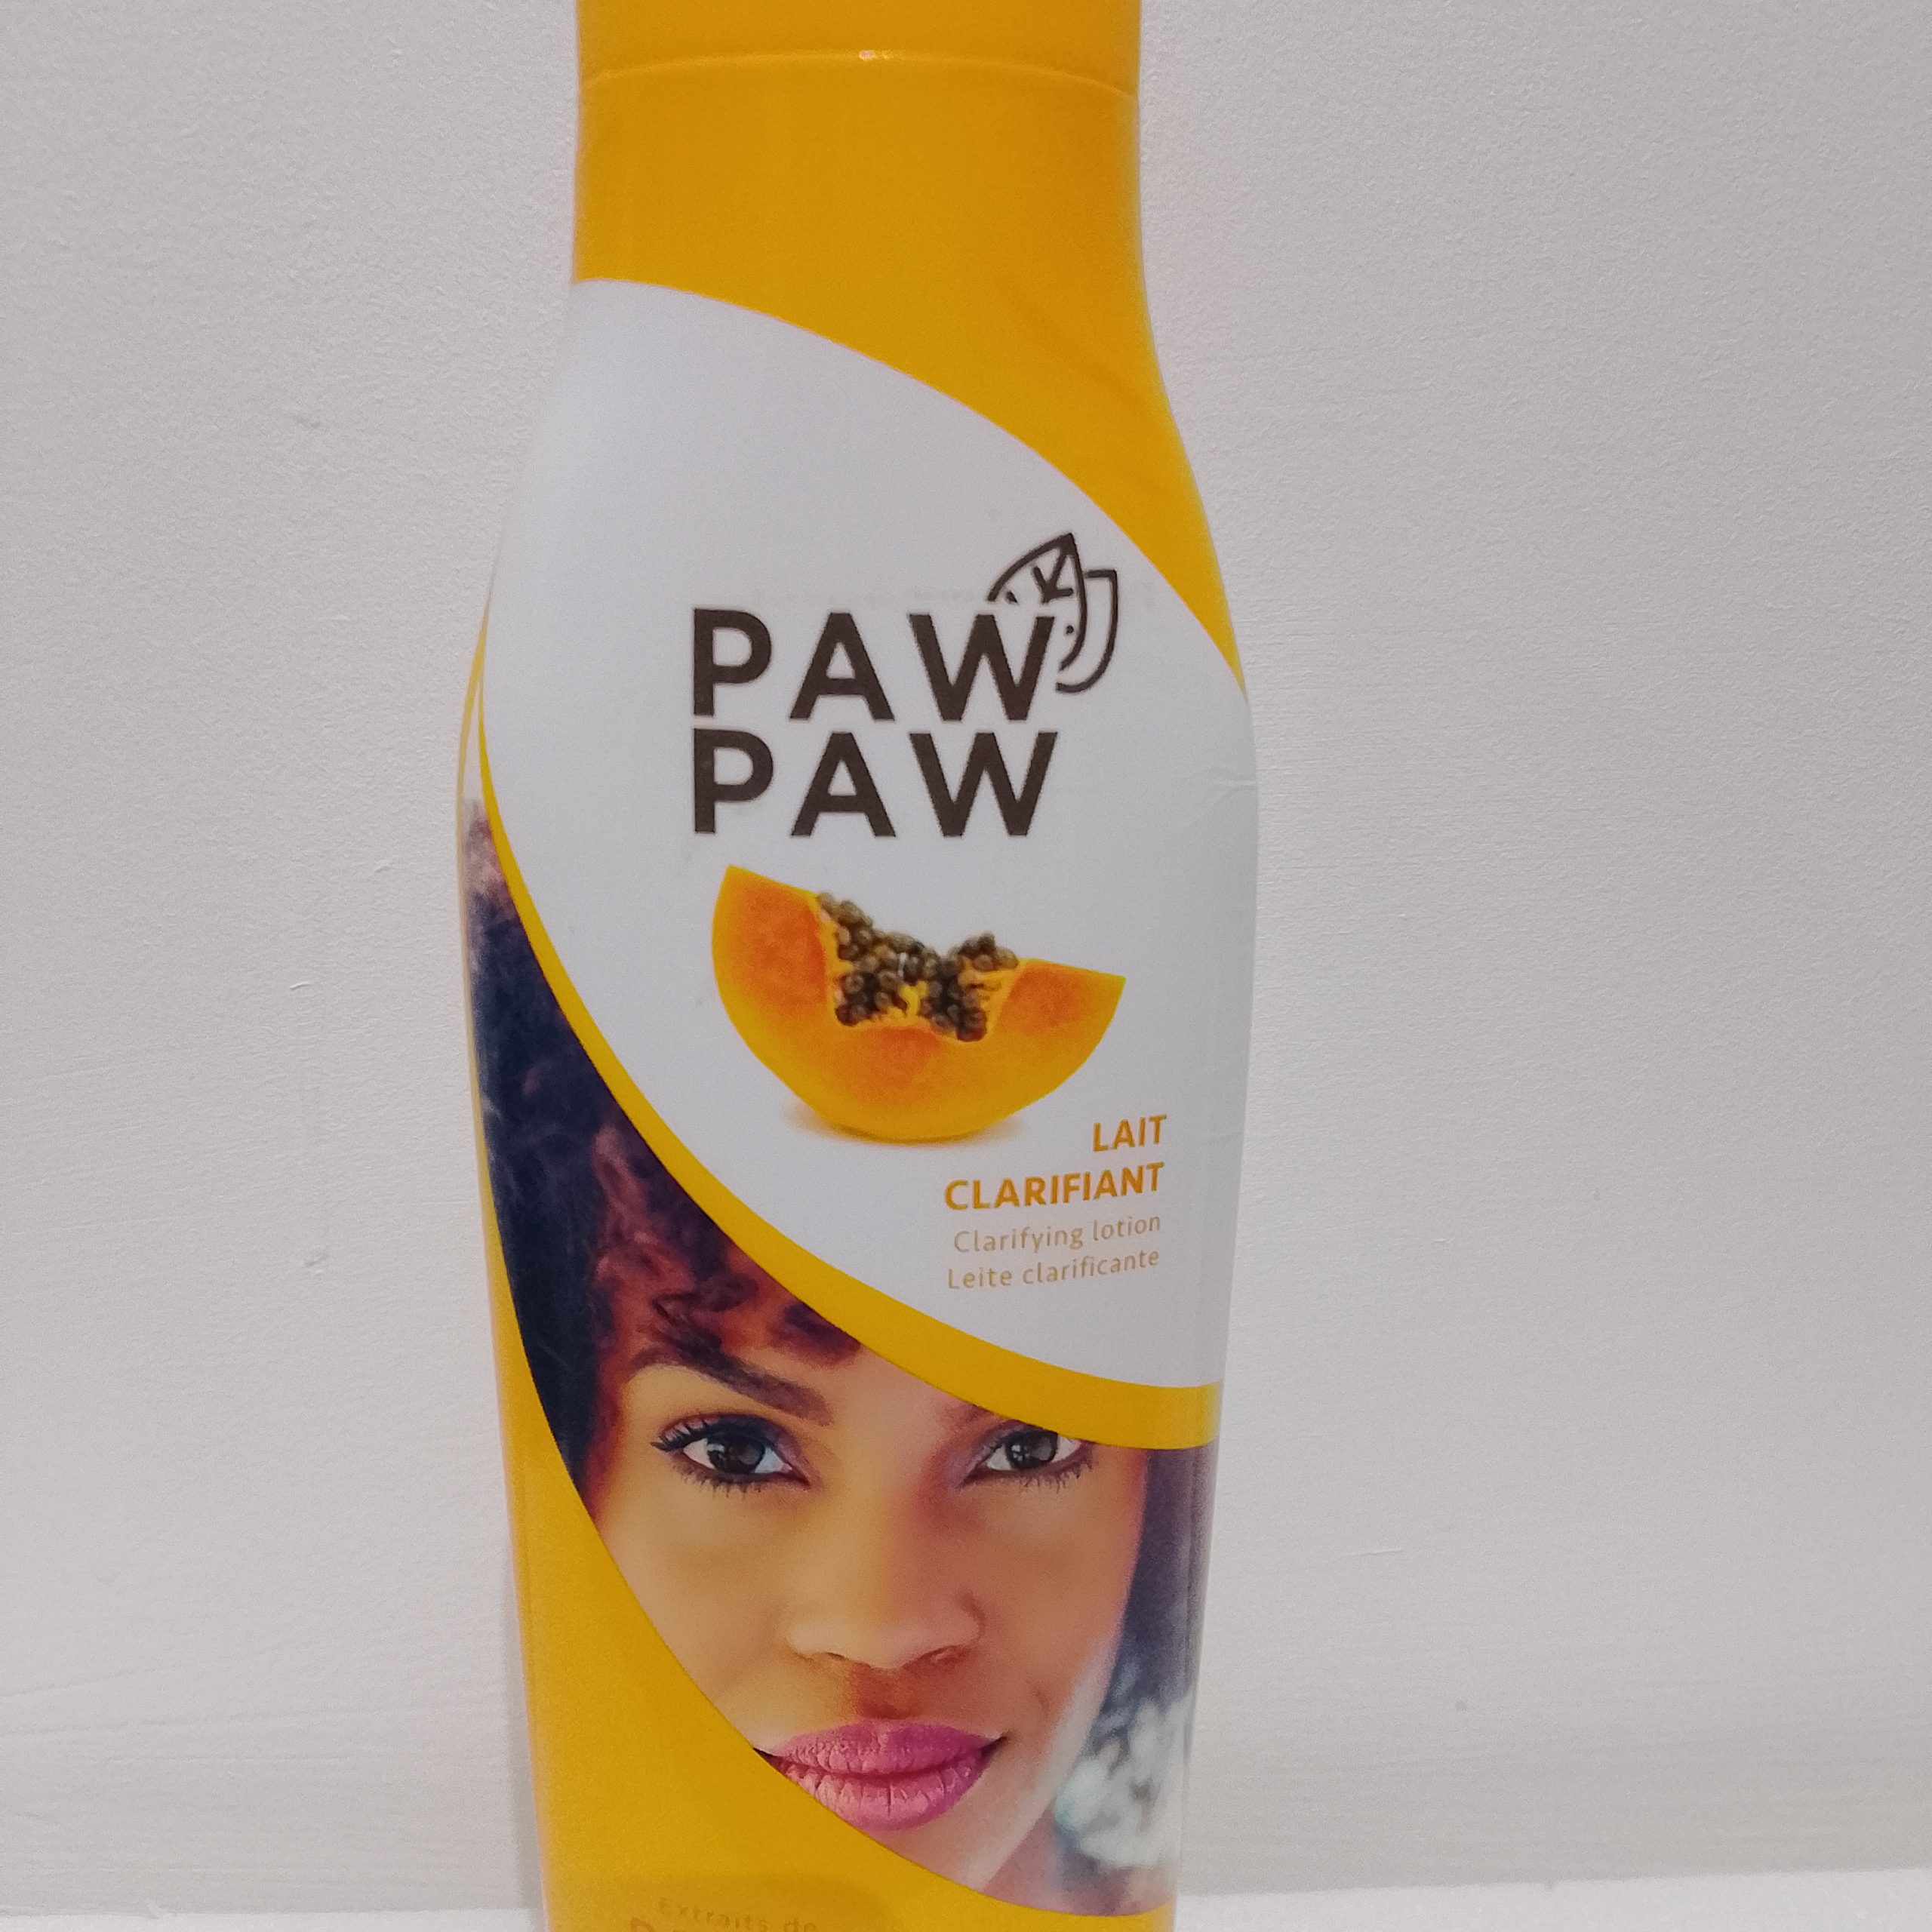 PAW
PAW
LAIT
CLARIFIANT
Clarifying lotion
Leite clarificante
Extraits de